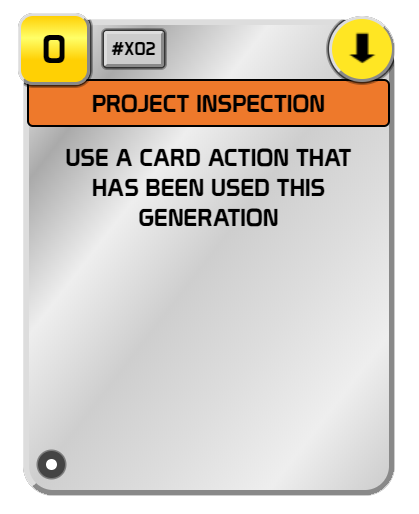 0
#X02
PROJECT INSPECTION
USE A CARD ACTION THAT
HAS BEEN USED THIS
GENERATION